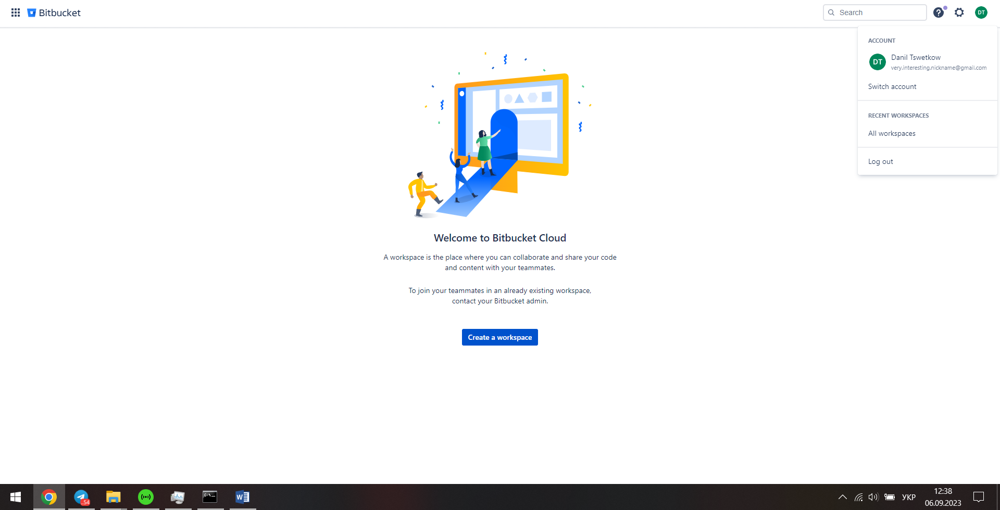 Bitbucket
Search
DT
ACCOUNT
DT
Danil Tswetkow
very.interesting.nickname@gmail.com
Switch account
RECENT WORKSPACES
All workspaces
Log out
Welcome to Bitbucket Cloud
A workspace is the place where you can collaborate and share your code
and content with your teammates.
To join your teammates in an already existing workspace,
contact your Bitbucket admin.
Create a workspace
.54
C:\._
W
УКР
12:38
06.09.2023